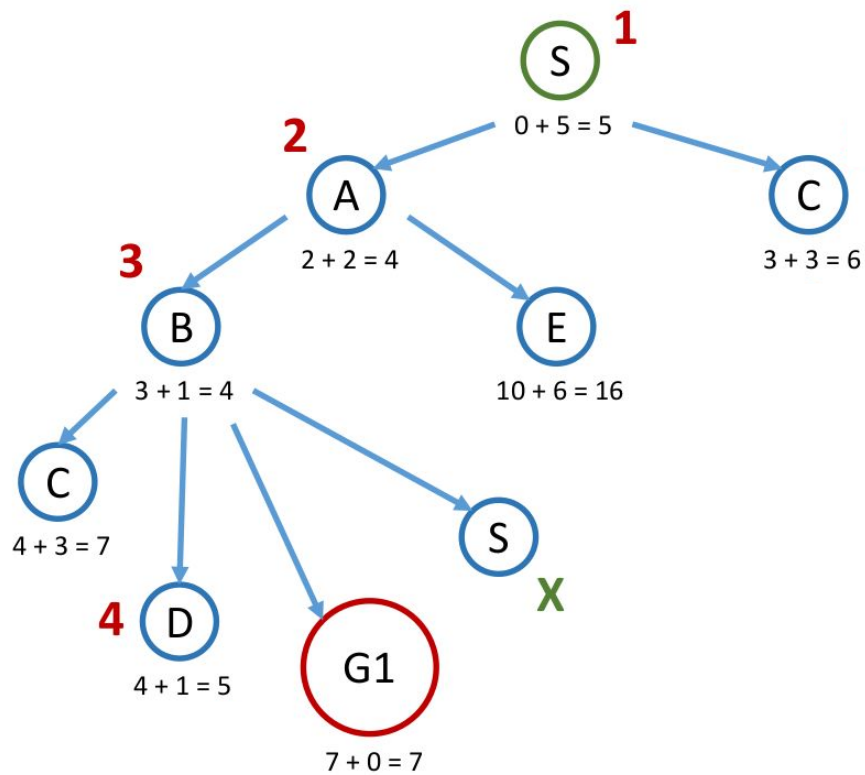 S 1
0 + 5 = 5
2
A
C
2 + 2 = 4
3 + 3 = 6
3
B
E
3 + 1 = 4
10 + 6 = 16
C
4 + 3 = 7
S
X
4
D
4 + 1 = 5
G1
7 + 0 = 7